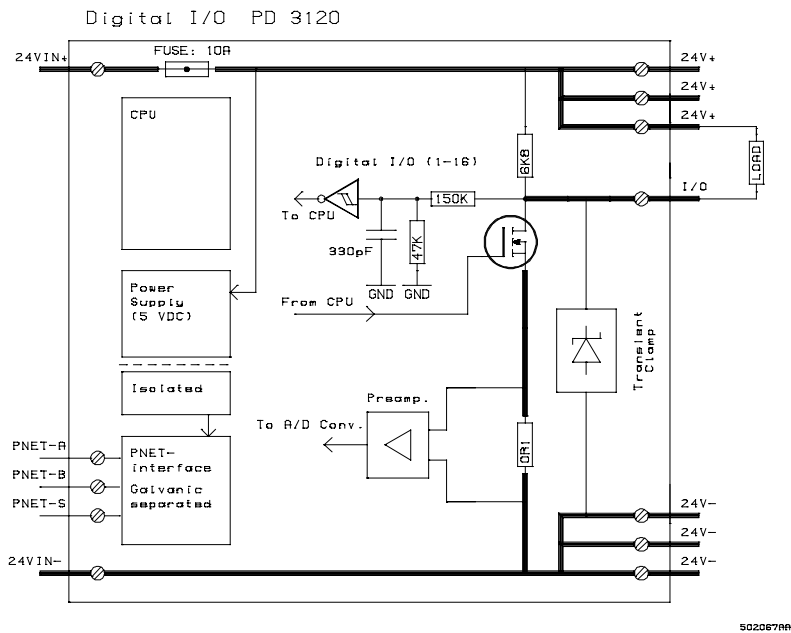 Digital I/O PD 3120
24VIN+
FUSE: 10A
24V+
24V+
24V+
CPU
LOAD
6K8
Digital I/O (1-16)
I/O
150K
To CPU
330pF
47K
GND
GND
Power
Supply
(5 VDC)
From CPU
Transient
Clamp
Isolated
Preamp.
To A/D Conv.
0R1
PNET-A
PNET-B
PNET-S
PNET-
interface
Galvanic
separated
24V-
24V-
24V-
24VIN-
502067AA